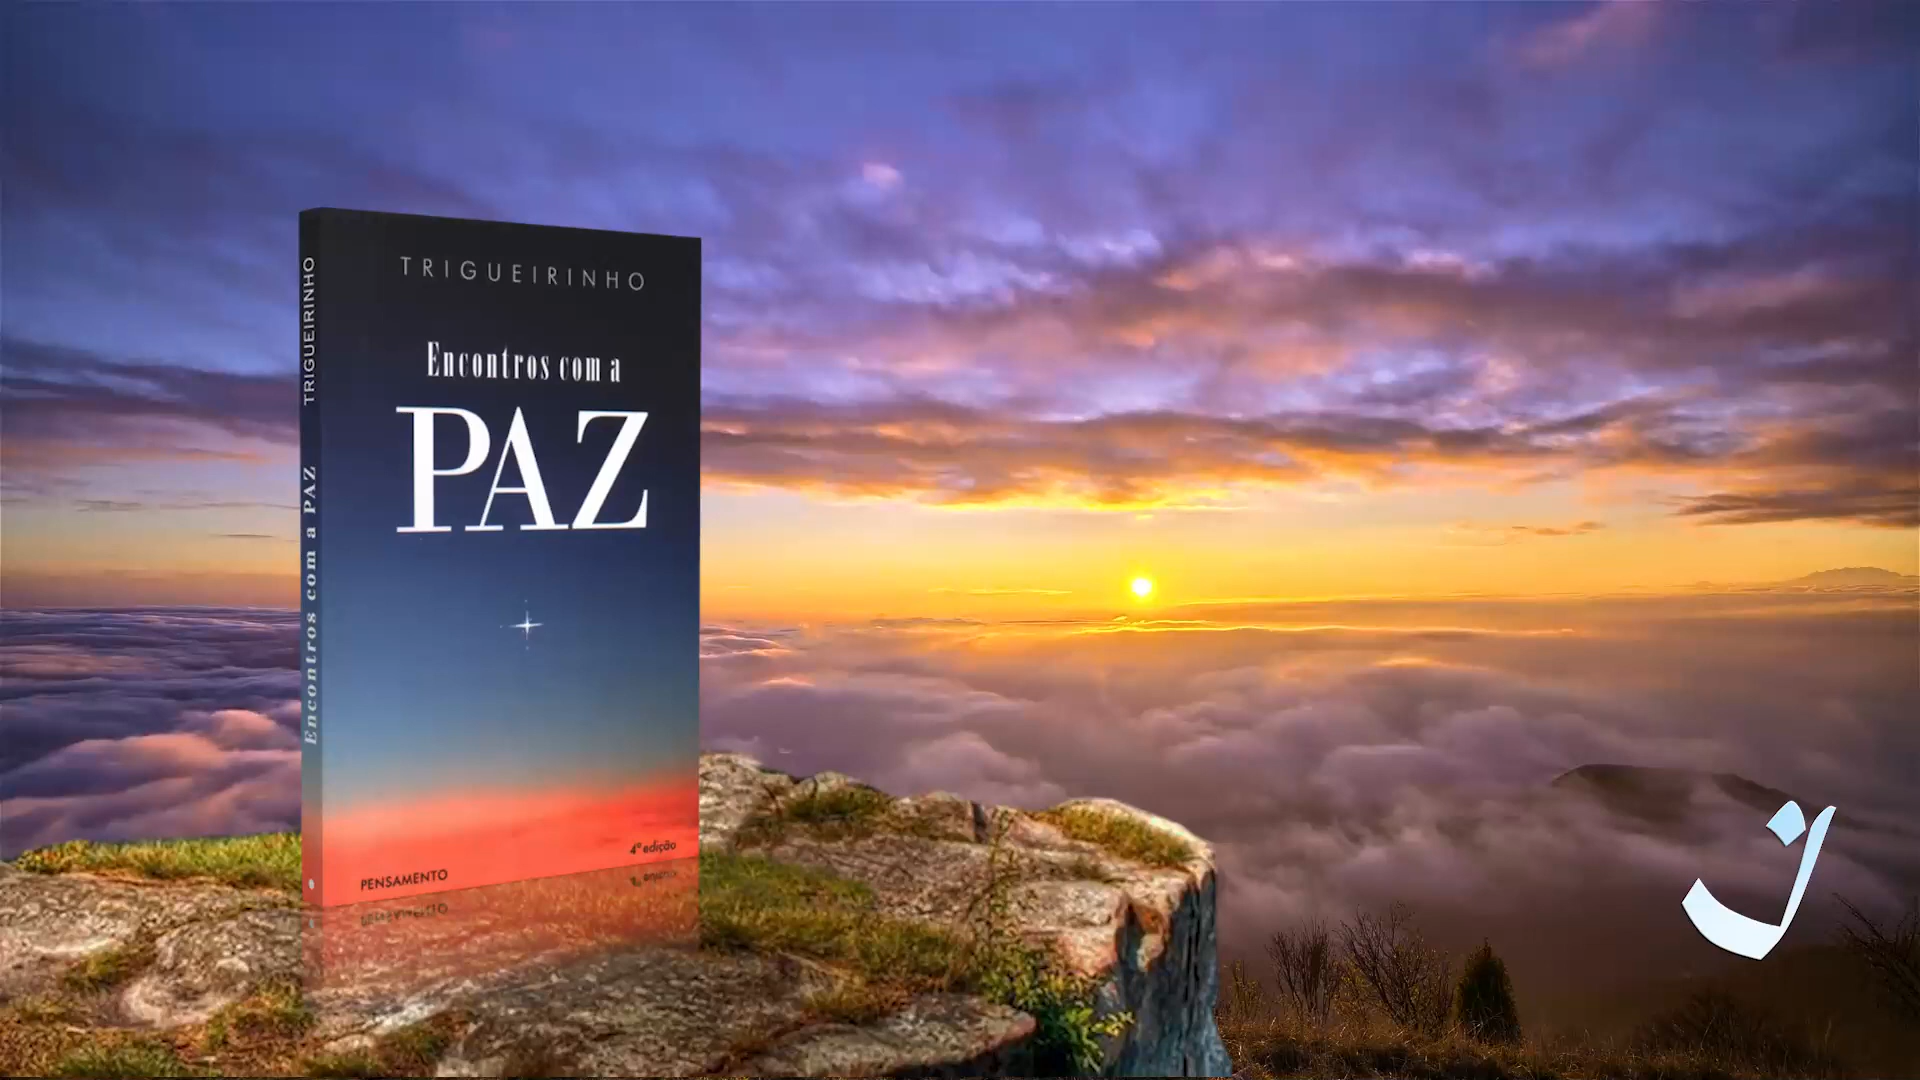 TRIGUEIRINHO
Encontros com a
PAZ
4ª edição
PENSAMENTO
TRIGUEIRINHO
Encontros com a PAZ